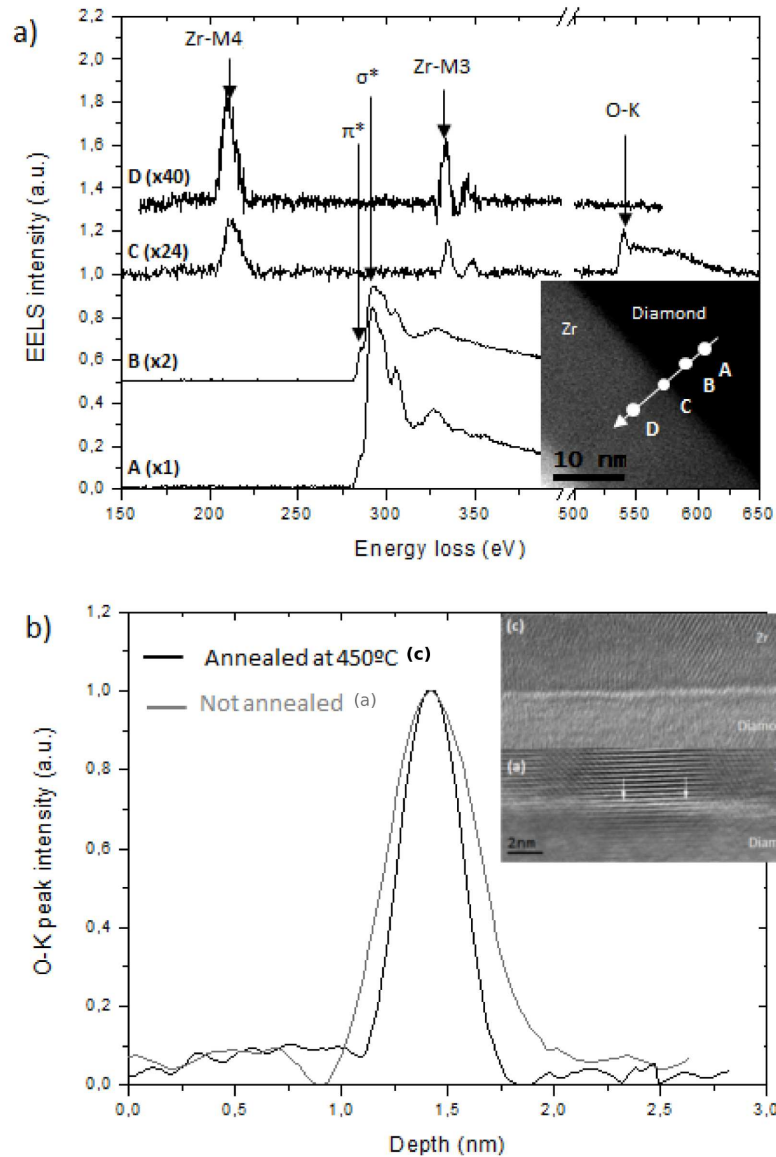 a)
2,2
2,0
1,8
1,6
1,4
1,2
1,0
0,8
0,6
0,4
0,2
0,0
EELS intensity (a.u.)
Zr-M4
σ*
π*
Zr-M3
O-K
D (x40)
C (x24)
B (x2)
A (x1)
Diamond
Zr
A
B
C
D
10 nm
150 200 250 300 350 500 550 600 650
Energy loss (eV)
b)
1,2
1,0
0,8
0,6
0,4
0,2
0,0
O-K peak intensity (a.u.)
Annealed at 450ºC (c)
Not annealed (a)
(c)
Zr
Diamo
(a)
2nm
Diam
0,0 0,5 1,0 1,5 2,0 2,5 3,0
Depth (nm)